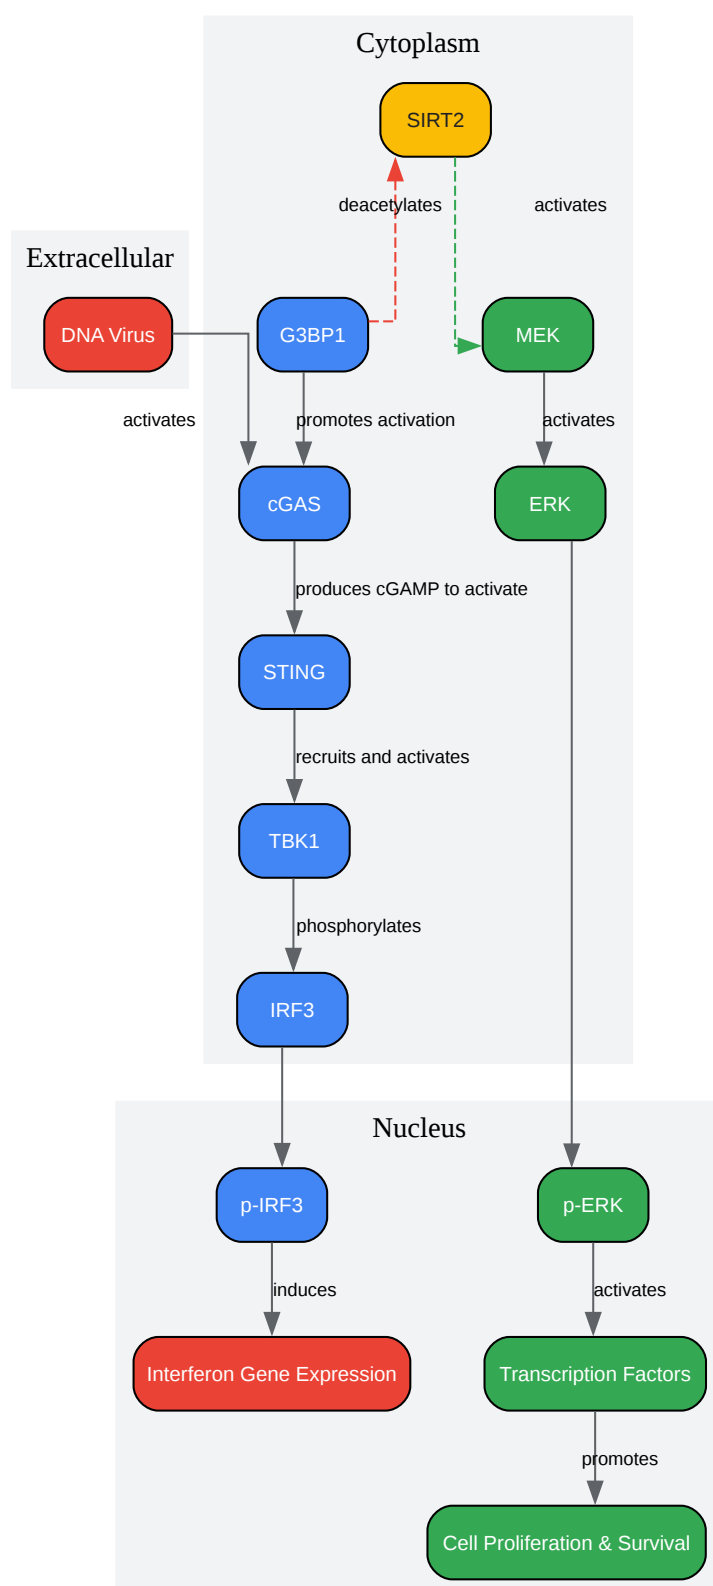 Cytoplasm
SIRT2
deacetylates
activates
Extracellular
DNA Virus
G3BP1
MEK
activates
promotes activation
activates
cGAS
ERK
produces cGAMP to activate
STING
recruits and activates
TBK1
phosphorylates
IRF3
Nucleus
p-IRF3
p-ERK
induces
activates
Interferon Gene Expression
Transcription Factors
promotes
Cell Proliferation & Survival